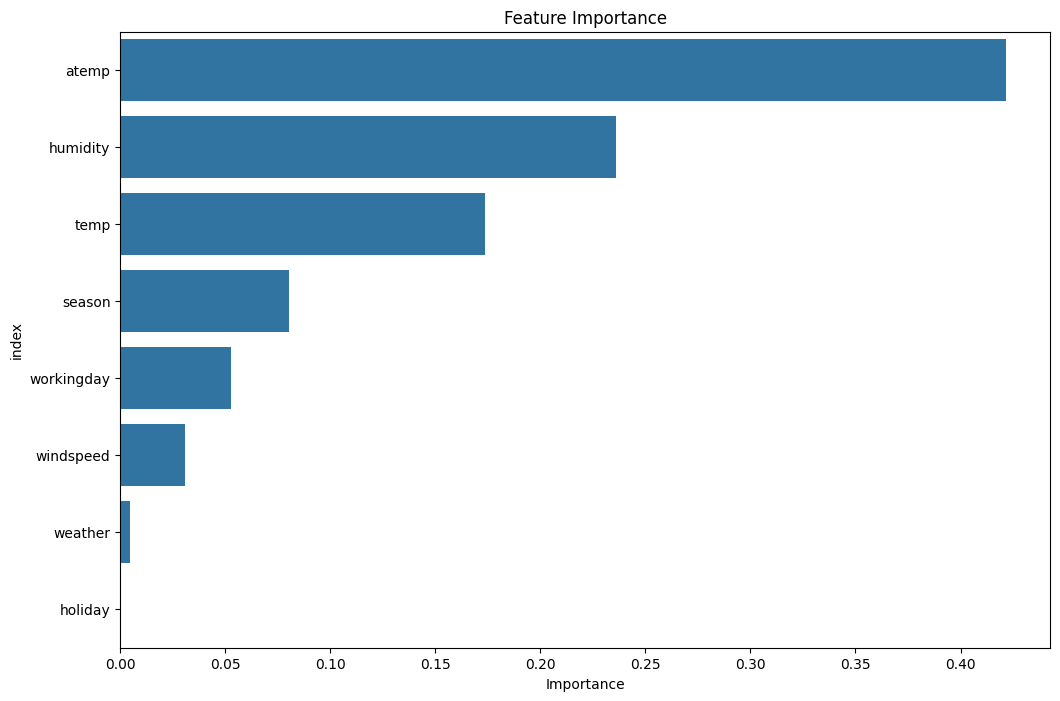 Feature Importance
atemp
humidity
temp
season
workingday
windspeed
weather
holiday
index
0.00 0.05 0.10 0.15 0.20 0.25 0.30 0.35 0.40
Importance